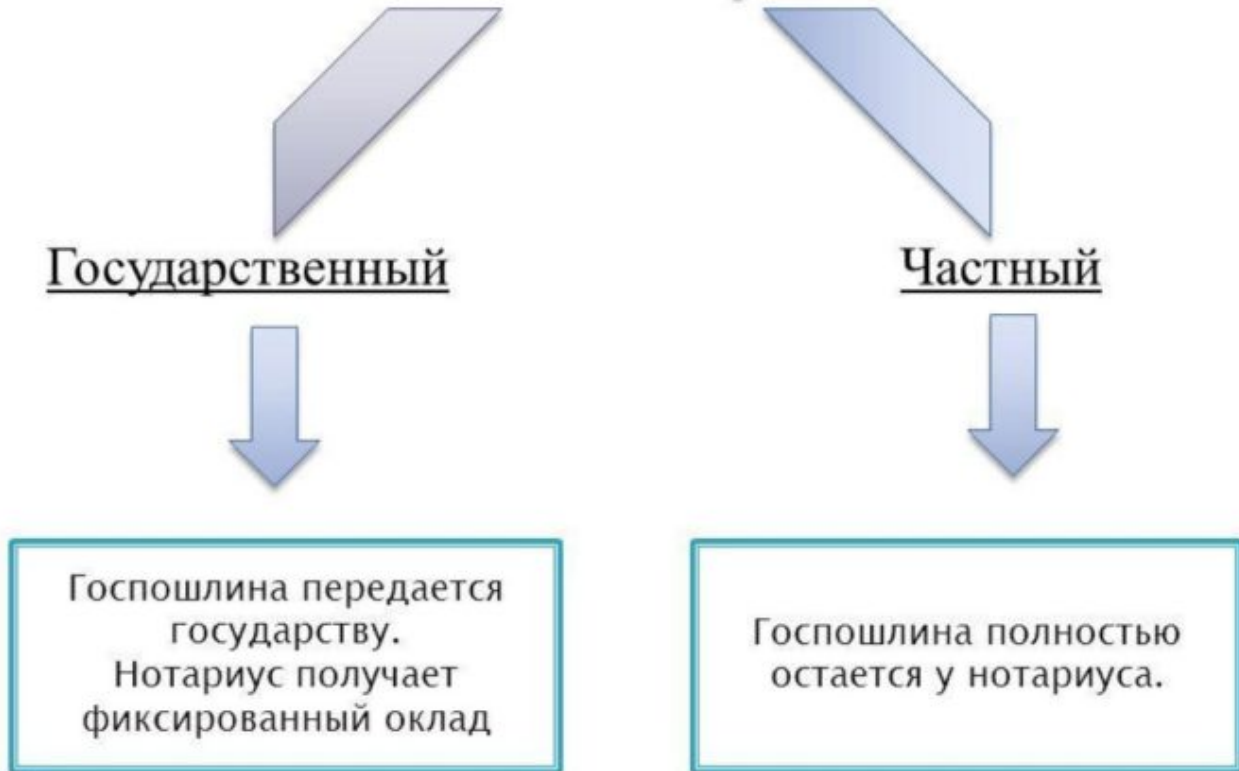 Государственный
Частный
Госпошлина передается
государству.
Нотариус получает
фиксированный оклад
Госпошлина полностью
остается у нотариуса.